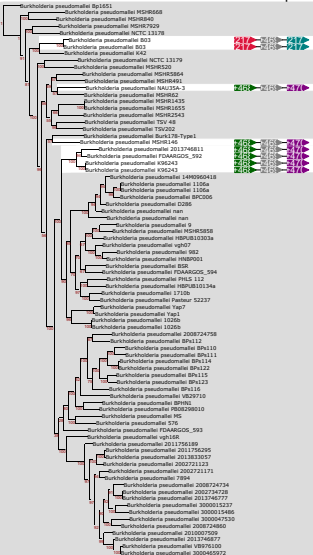 Burkholderia pseudomallei Bp1651
Burkholderia pseudomallei MSHR668
Burkholderia pseudomallei MSHR840
Burkholderia pseudomallei MSHR7929
Burkholderia pseudomallei NCTC 13178
Burkholderia pseudomallei B03
Burkholderia pseudomallei B03
Burkholderia pseudomallei K42
Burkholderia pseudomallei NCTC 13179
Burkholderia pseudomallei MSHR520
Burkholderia pseudomallei MSHR5864
Burkholderia pseudomallei MSHR491
Burkholderia pseudomallei NAU35A-3
Burkholderia pseudomallei MSHR62
Burkholderia pseudomallei MSHR1435
Burkholderia pseudomallei MSHR1655
Burkholderia pseudomallei MSHR2543
Burkholderia pseudomallei TSV 48
Burkholderia pseudomallei TSV202
Burkholderia pseudomallei Burk178-Type1
Burkholderia pseudomallei MSHR146
Burkholderia pseudomallei 2013746811
Burkholderia pseudomallei FDAARGOS_592
Burkholderia pseudomallei K96243
Burkholderia pseudomallei K96243
Burkholderia pseudomallei 14M0960418
Burkholderia pseudomallei 1106a
Burkholderia pseudomallei 1106a
Burkholderia pseudomallei BPC006
Burkholderia pseudomallei D286
Burkholderia pseudomallei nan
Burkholderia pseudomallei nan
Burkholderia pseudomallei 9
Burkholderia pseudomallei MSHR5858
Burkholderia pseudomallei HBPUB10303a
Burkholderia pseudomallei vgh07
Burkholderia pseudomallei 982
Burkholderia pseudomallei HNBP001
Burkholderia pseudomallei BSR
Burkholderia pseudomallei FDAARGOS_594
Burkholderia pseudomallei PHLS 112
Burkholderia pseudomallei HBPUB10134a
Burkholderia pseudomallei 1710b
Burkholderia pseudomallei Pasteur 52237
Burkholderia pseudomallei Yap7
Burkholderia pseudomallei Yap1
Burkholderia pseudomallei 1026b
Burkholderia pseudomallei 1026b
Burkholderia pseudomallei 2008724758
Burkholderia pseudomallei BPs112
Burkholderia pseudomallei BPs110
Burkholderia pseudomallei BPs111
Burkholderia pseudomallei BPs114
Burkholderia pseudomallei BPs122
Burkholderia pseudomallei BPs115
Burkholderia pseudomallei BPs123
Burkholderia pseudomallei BPs116
Burkholderia pseudomallei VB29710
Burkholderia pseudomallei BPHN1
Burkholderia pseudomallei PB08298010
Burkholderia pseudomallei MS
Burkholderia pseudomallei 576
Burkholderia pseudomallei FDAARGOS_593
Burkholderia pseudomallei vgh16R
Burkholderia pseudomallei 2011756189
Burkholderia pseudomallei 2011756295
Burkholderia pseudomallei 2013833057
Burkholderia pseudomallei 2002721123
Burkholderia pseudomallei 2002721171
Burkholderia pseudomallei 7894
Burkholderia pseudomallei 2008724734
Burkholderia pseudomallei 2002734728
Burkholderia pseudomallei 2013746777
Burkholderia pseudomallei 3000015237
Burkholderia pseudomallei 3000015486
Burkholderia pseudomallei 3000047530
Burkholderia pseudomallei 2008724860
Burkholderia pseudomallei 2010007509
Burkholderia pseudomallei 2013746877
Burkholderia pseudomallei VB976100
Burkholderia pseudomallei 3000465972